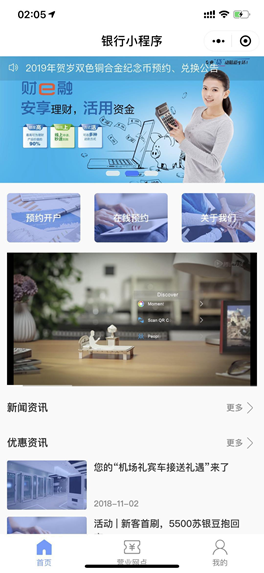 02:05
银行小程序
2019年贺岁双色铜合金纪念币预约、兑换公告
财e融
安享理财，活用资金
高
上
活
90%
预约开户
在线预约
关于我们
Discover
Moment
Scan QR C
新闻资讯
更多
优惠资讯
更多
您的“机场礼宾车接送礼遇”来了
2018-11-02
活动 | 新客首刷，5500苏银豆抱回
首页
营业网点
我的